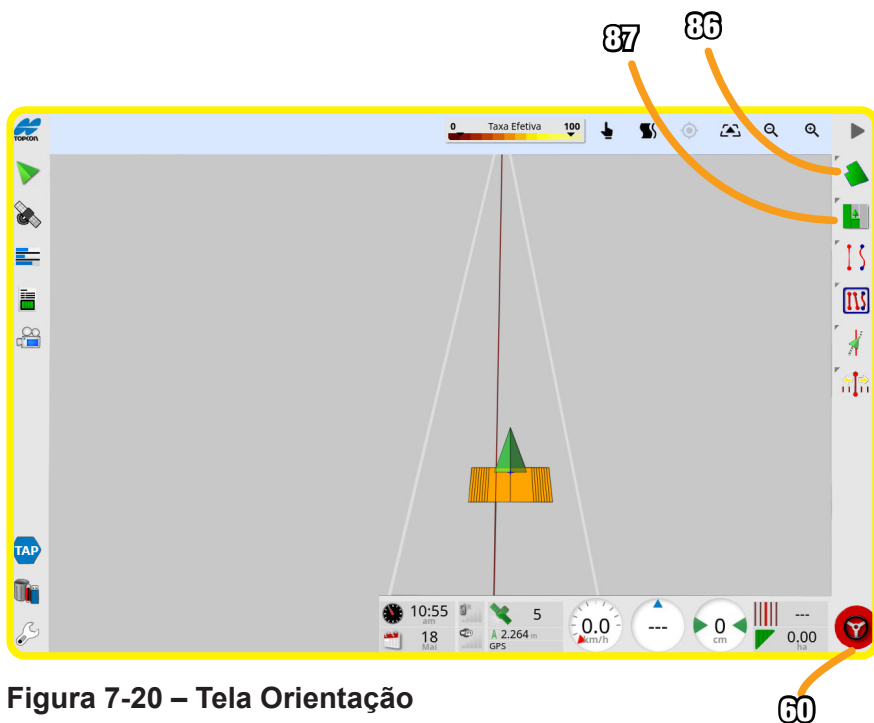 87 86
TOPCON
0 Taxa Efetiva 100
TAP
10:55
am
18
Mai
5
2.264 m
GPS
0.0
km/h
---
0
cm
---
0.00
ha
60
Figura 7-20 – Tela Orientação